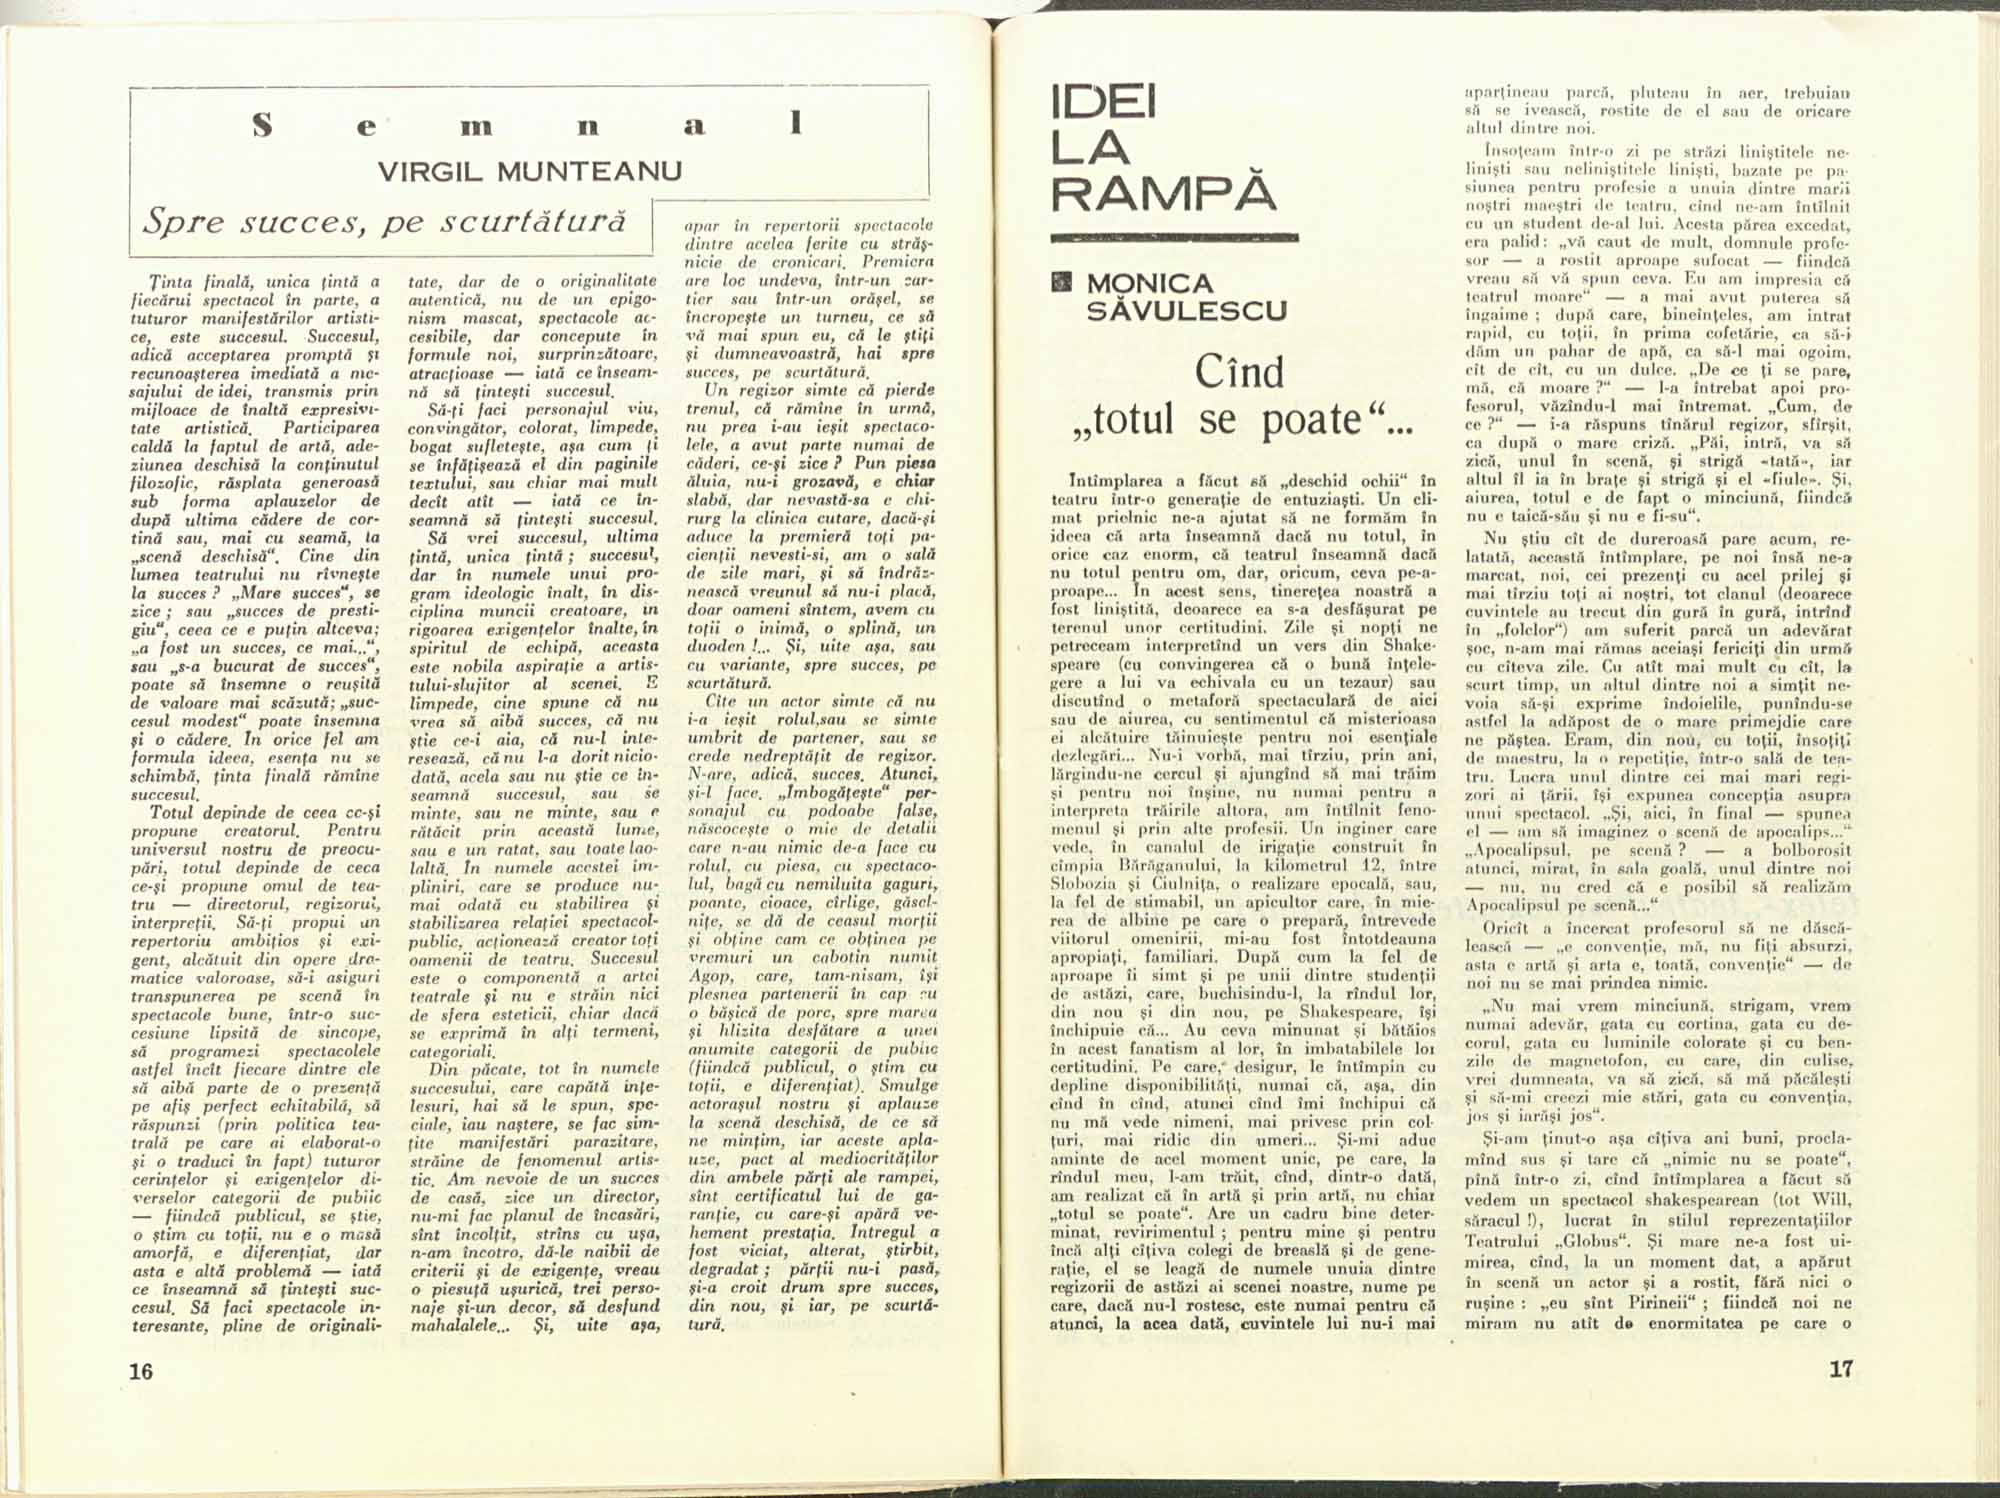 Semnal
VIRGIL MUNTEANU
Spre succes, pe scurtătură
Ținta finală, unica țintă a
fiecărui spectacol în parte, a
tuturor manifestărilor artisti-
ce, este succesul. Succesul,
adică acceptarea promptă și
recunoașterea imediată a me-
sajului de idei, transmis prin
mijloace de înaltă expresivi-
tate artistică. Participarea
caldă la faptul de artă, ade-
ziunea deschisă la conținutul
filozofic, răsplata generoasă
sub forma aplauzelor de
după ultima cădere de cor-
tină sau, mai cu seamă, la
„scenă deschisă“. Cine din
lumea teatrului nu rîvnește
la succes ? „Mare succes“, se
zice ; sau „succes de presti-
giu“, ceea ce e puțin altceva;
„a fost un succes, ce mai...“,
sau „s-a bucurat de succes“,
poate să însemne o reușită
de valoare mai scăzută; „suc-
cesul modest“ poate însemna
și o cădere. In orice fel am
formula ideea, esența nu se
schimbă, ținta finală rămîne
succesul.
Totul depinde de ceea ce-și
propune creatorul. Pentru
universul nostru de preocu-
pări, totul depinde de ceca
ce-și propune omul de tea-
tru — directorul, regizorul,
interpreții. Să-ți propui un
repertoriu ambițios și exi-
gent, alcătuit din opere dra-
matice valoroase, să-i asiguri
transpunerea pe scenă în
spectacole bune, într-o suc-
cesiune lipsită de sincope,
să programezi spectacolele
astfel încît fiecare dintre ele
să aibă parte de o prezență
pe afiș perfect echitabilă, să
răspunzi (prin politica tea-
trală pe care ai elaborat-o
și o traduci în fapt) tuturor
cerințelor și exigențelor di-
verselor categorii de public
— fiindcă publicul, se știe,
o știm cu toții, nu e o masă
amorfă, e diferențiat, dar
asta e altă problemă — iată
ce înseamnă să țintești suc-
cesul. Să faci spectacole in-
teresante, pline de originali-
tate, dar de o originalitate
autentică, nu de un epigo-
nism mascat, spectacole ac-
cesibile, dar concepute în
formule noi, surprinzătoare,
atracțioase — iată ce înseam-
nă să țintești succesul.
Să-ți faci personajul viu,
convingător, colorat, limpede,
bogat sufletește, așa cum ți
se înfățișează el din paginile
textului, sau chiar mai mult
decît atît — iată ce în-
seamnă să țintești succesul.
Să vrei succesul, ultima
țintă, unica țintă ; succesul,
dar în numele unui pro-
gram ideologic înalt, în dis-
ciplina muncii creatoare, in
rigoarea exigențelor înalte, în
spiritul de echipă, aceasta
este nobila aspirație a artis-
tului-slujitor al scenei. E
limpede, cine spune că nu
vrea să aibă succes, că nu
știe ce-i aia, că nu-l inte-
resează, că nu l-a dorit nicio-
dată, acela sau nu știe ce în-
seamnă succesul, sau se
minte, sau ne minte, sau e
rătăcit prin această lume,
sau e un ratat, sau toate lao-
laltă. In numele acestei îm-
pliniri, care se produce nu-
mai odată cu stabilirea și
stabilizarea relației spectacol-
public, acționează creator toți
oamenii de teatru. Succesul
este o componentă a artei
teatrale și nu e străin nici
de sfera esteticii, chiar dacă
se exprimă în alți termeni,
categoriali.
Din păcate, tot în numele
succesului, care capătă înțe-
lesuri, hai să le spun, spe-
ciale, iau naștere, se fac sim-
țite manifestări parazitare,
străine de fenomenul artis-
tic. Am nevoie de un succes
de casă, zice un director,
nu-mi fac planul de încasări,
sînt încolțit, strîns cu ușa,
n-am încotro, dă-le naibii de
criterii și de exigențe, vreau
o piesuță ușurică, trei perso-
naje și-un decor, să desfund
mahalalele... Și, uite așa,
apar în repertorii spectacole
dintre acelea ferite cu străș-
nicie de cronicari. Premiera
are loc undeva, într-un car-
tier sau într-un orășel, se
încropește un turneu, ce să
vă mai spun eu, că le știți
și dumneavoastră, hai spre
succes, pe scurtătură.
Un regizor simte că pierde
trenul, că rămîne în urmă,
nu prea i-au ieșit spectaco-
lele, a avut parte numai de
căderi, ce-și zice ? Pun piesa
ăluia, nu-i grozavă, e chiar
slabă, dar nevastă-sa e chi-
rurg la clinica cutare, dacă-și
aduce la premieră toți pa-
cienții nevesti-si, am o sală
de zile mari, și să îndrăz-
nească vreunul să nu-i placă,
doar oameni sîntem, avem cu
toții o inimă, o splină, un
duoden !... Și, uite așa, sau
cu variante, spre succes, pe
scurtătură.
Cite un actor simte că nu
i-a ieșit rolul,sau se simte
umbrit de partener, sau se
crede nedreptățit de regizor.
N-are, adică, succes. Atunci,
și-l face. „Imbogățește“ per-
sonajul cu podoabe false,
născocește o mie de detalii
care n-au nimic de-a face cu
rolul, cu piesa, cu spectaco-
lul, bagă cu nemiluita gaguri,
poante, cioace, cîrlige, găsel-
nițe, se dă de ceasul morții
și obține cam ce obținea pe
vremuri un cabotin numit
Agop, care, tam-nisam, își
plesnea partenerii în cap cu
o bășică de porc, spre marea
și hlizita desfătare a unei
anumite categorii de public
(fiindcă publicul, o știm cu
toții, e diferențiat). Smulge
actorașul nostru și aplauze
la scenă deschisă, de ce să
ne mințim, iar aceste apla-
uze, pact al mediocrităților
din ambele părți ale rampei,
sînt certificatul lui de ga-
ranție, cu care-și apără ve-
hement prestația. Intregul a
fost viciat, alterat, știrbit,
degradat ; părții nu-i pasă,
și-a croit drum spre succes,
din nou, și iar, pe scurtă-
tură.
16
IDEI
LA
RAMPĂ
MONICA
SĂVULESCU
Cînd
„totul se poate“...
Intîmplarea a făcut să „deschid ochii“ în
teatru într-o generație de entuziaști. Un cli-
mat prielnic ne-a ajutat să ne formăm în
ideea că arta înseamnă dacă nu totul, în
orice caz enorm, că teatrul înseamnă dacă
nu totul pentru om, dar, oricum, ceva pe-a-
proape... In acest sens, tinerețea noastră a
fost liniștită, deoarece ea s-a desfășurat pe
terenul unor certitudini. Zile și nopți ne
petreceam interpretînd un vers din Shake-
speare (cu convingerea că o bună înțele-
gere a lui va echivala cu un tezaur) sau
discutînd o metaforă spectaculară de aici
sau de aiurea, cu sentimentul că misterioasa
ei alcătuire tăinuiește pentru noi esențiale
dezlegări... Nu-i vorbă, mai tîrziu, prin ani,
lărgindu-ne cercul și ajungînd să mai trăim
și pentru noi înșine, nu numai pentru a
interpreta trăirile altora, am întîlnit feno-
menul și prin alte profesii. Un inginer care
vede, în canalul de irigație construit în
cîmpia Bărăganului, la kilometrul 12, între
Slobozia și Ciulnița, o realizare epocală, sau,
la fel de stimabil, un apicultor care, în mie-
rea de albine pe care o prepară, întrevede
viitorul omenirii, mi-au fost întotdeauna
apropiați, familiari. După cum la fel de
aproape îi simt și pe unii dintre studenții
de astăzi, care, buchisindu-l, la rîndul lor,
din nou și din nou, pe Shakespeare, își
închipuie că... Au ceva minunat și bătăios
în acest fanatism al lor, în imbatabilele lor
certitudini. Pe care, desigur, le întîmpin cu
depline disponibilități, numai că, așa, din
cînd în cînd, atunci cînd îmi închipui că
nu mă vede nimeni, mai privesc prin col-
țuri, mai ridic din umeri... Și-mi aduc
aminte de acel moment unic, pe care, la
rîndul meu, l-am trăit, cînd, dintr-o dată,
am realizat că în artă și prin artă, nu chiar
„totul se poate“. Are un cadru bine deter-
minat, revirimentul ; pentru mine și pentru
încă alți cîțiva colegi de breaslă și de gene-
rație, el se leagă de numele unuia dintre
regizorii de astăzi ai scenei noastre, nume pe
care, dacă nu-l rostesc, este numai pentru că
atunci, la acea dată, cuvintele lui nu-i mai
aparțineau parcă, pluteau în aer, trebuiau
să se ivească, rostite de el sau de oricare
altul dintre noi.
Insoțeam într-o zi pe străzi liniștitele ne-
liniști sau neliniștitele liniști, bazate pe pa-
siunea pentru profesie a unuia dintre marii
noștri maeștri de teatru, cînd ne-am întîlnit
cu un student de-al lui. Acesta părea excedat,
era palid : „vă caut de mult, domnule profe-
sor — a rostit aproape sufocat — fiindcă
vreau să vă spun ceva. Eu am impresia că
teatrul moare“ — a mai avut puterea să
îngaime ; după care, bineînțeles, am intrat
rapid, cu toții, în prima cofetărie, ca să-i
dăm un pahar de apă, ca să-l mai ogoim,
cît de cît, cu un dulce. „De ce ți se pare,
mă, că moare ?“ — l-a întrebat apoi pro-
fesorul, văzîndu-l mai întremat. „Cum, de
ce ?“ — i-a răspuns tînărul regizor, sfîrșit,
ca după o mare criză. „Păi, intră, va să
zică, unul în scenă, și strigă «tată», iar
altul îl ia în brațe și strigă și el «fiule». Și,
aiurea, totul e de fapt o minciună, fiindcă
nu e taică-său și nu e fi-su“.
Nu știu cît de dureroasă pare acum, re-
latată, această întîmplare, pe noi însă ne-a
marcat, noi, cei prezenți cu acel prilej și
mai tîrziu toți ai noștri, tot clanul (deoarece
cuvintele au trecut din gură în gură, intrînd
în „folclor“) am suferit parcă un adevărat
șoc, n-am mai rămas aceiași fericiți din urmă
cu cîteva zile. Cu atît mai mult cu cît, la
scurt timp, un altul dintre noi a simțit ne-
voia să-și exprime îndoielile, punîndu-se
astfel la adăpost de o mare primejdie care
ne păștea. Eram, din nou, cu toții, însoțiți
de maestru, la o repetiție, într-o sală de tea-
tru. Lucra unul dintre cei mai mari regi-
zori ai țării, își expunea concepția asupra
unui spectacol. „Și, aici, în final — spunea
el — am să imaginez o scenă de apocalips...“
„Apocalipsul, pe scenă ? — a bolborosit
atunci, mirat, în sala goală, unul dintre noi
— nu, nu cred că e posibil să realizăm
Apocalipsul pe scenă...“
Oricît a încercat profesorul să ne dăscă-
lească — „e convenție, mă, nu fiți absurzi,
asta e artă și arta e, toată, convenție“ — de
noi nu se mai prindea nimic.
„Nu mai vrem minciună, strigam, vrem
numai adevăr, gata cu cortina, gata cu de-
corul, gata cu luminile colorate și cu ben-
zile de magnetofon, cu care, din culise,
vrei dumneata, va să zică, să mă păcălești
și să-mi creezi mie stări, gata cu convenția,
jos și iarăși jos“.
Și-am ținut-o așa cîțiva ani buni, procla-
mînd sus și tare că „nimic nu se poate“,
pînă într-o zi, cînd întîmplarea a făcut să
vedem un spectacol shakespearean (tot Will,
săracul !), lucrat în stilul reprezentațiilor
Teatrului „Globus“. Și mare ne-a fost ui-
mirea, cînd, la un moment dat, a apărut
în scenă un actor și a rostit, fără nici o
rușine : „eu sînt Pirineii“ ; fiindcă noi ne
miram nu atît de enormitatea pe care o
17